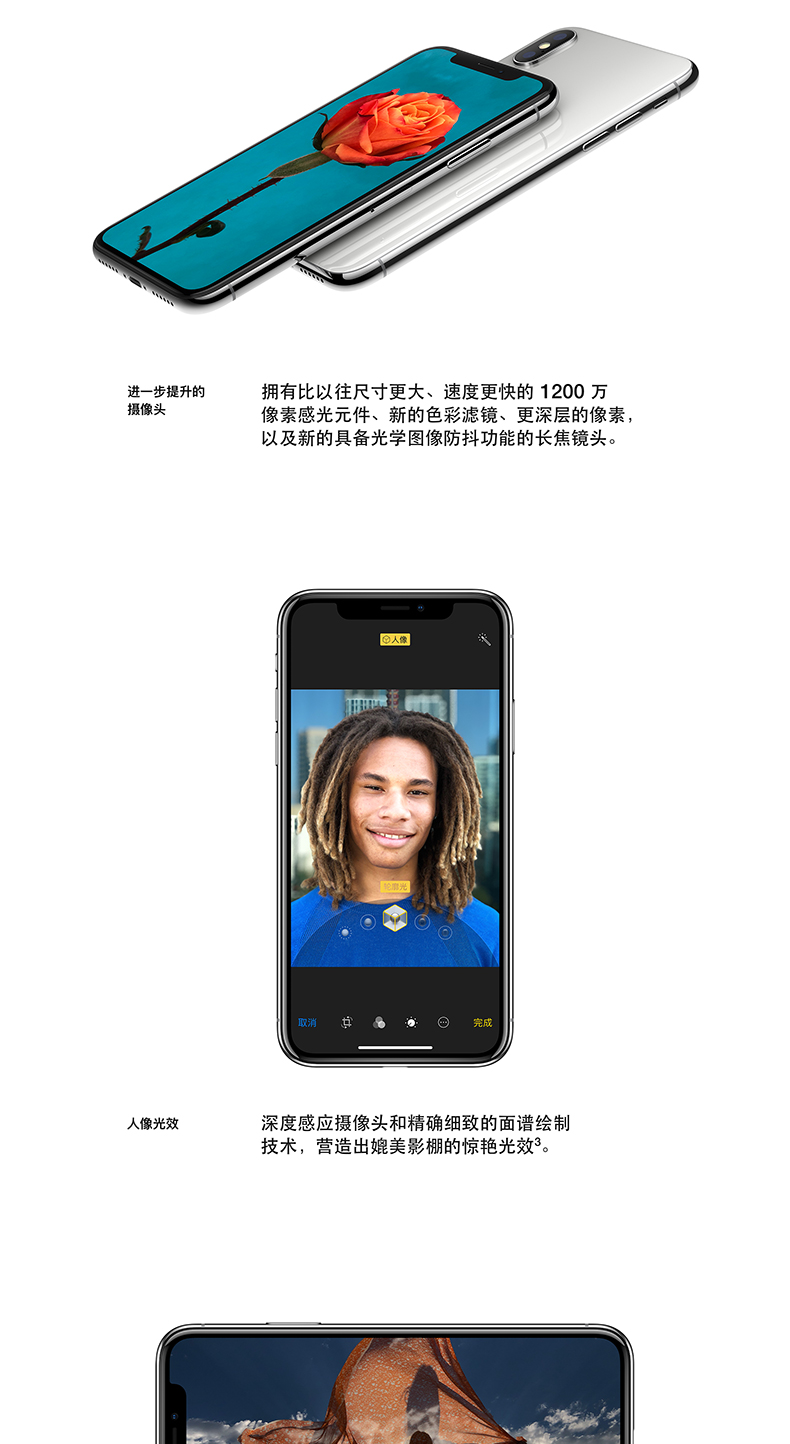 进一步提升的
摄像头
拥有比以往尺寸更大、速度更快的 1200 万
像素感光元件、新的色彩滤镜、更深层的像素，
以及新的具备光学图像防抖功能的长焦镜头。
人像
轮廓光
取消
完成
人像光效
深度感应摄像头和精确细致的面谱绘制
技术，营造出媲美影棚的惊艳光效³。